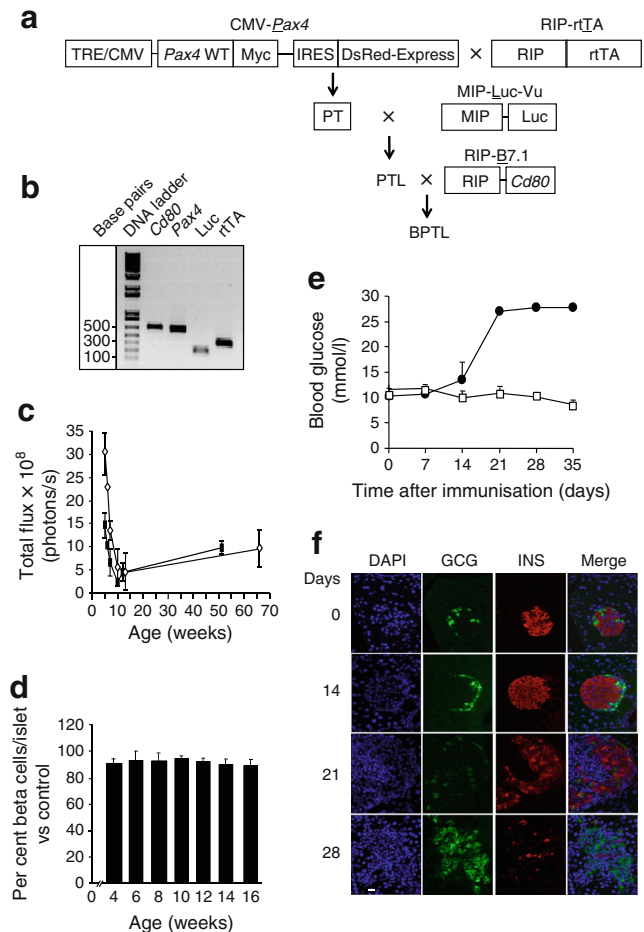 a
CMV-Pax4
RIP-rtTA
TRE/CMV Pax4 WT Myc IRES DsRed-Express × RIP rtTA
PT × MIP-Luc-Vu
MIP Luc
RIP-B7.1
PTL × RIP Cd80
BPTL
b
Base pairs
DNA ladder
Cd80
Pax4
Luc
rtTA
500
300
100
c
Total flux × 10⁸
(photons/s)
35
30
25
20
15
10
5
0
0 10 20 30 40 50 60 70
Age (weeks)
d
Per cent beta cells/islet
vs control
120
100
80
60
40
20
0
0 4 6 8 10 12 14 16
Age (weeks)
e
Blood glucose
(mmol/l)
30
25
20
15
10
5
0
0 7 14 21 28 35
Time after immunisation (days)
f
DAPI GCG INS Merge
Days
0
14
21
28